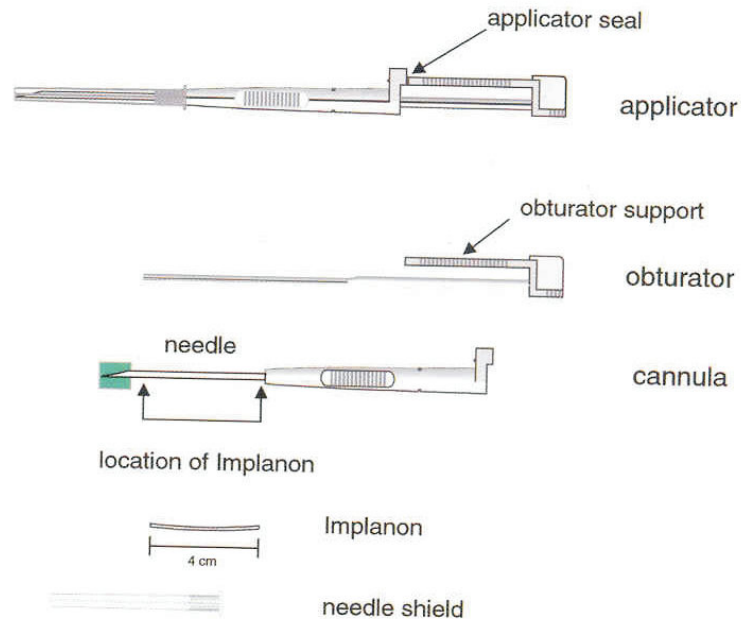 applicator seal
applicator
obturator support
obturator
needle
cannula
location of Implanon
Implanon
4 cm
needle shield